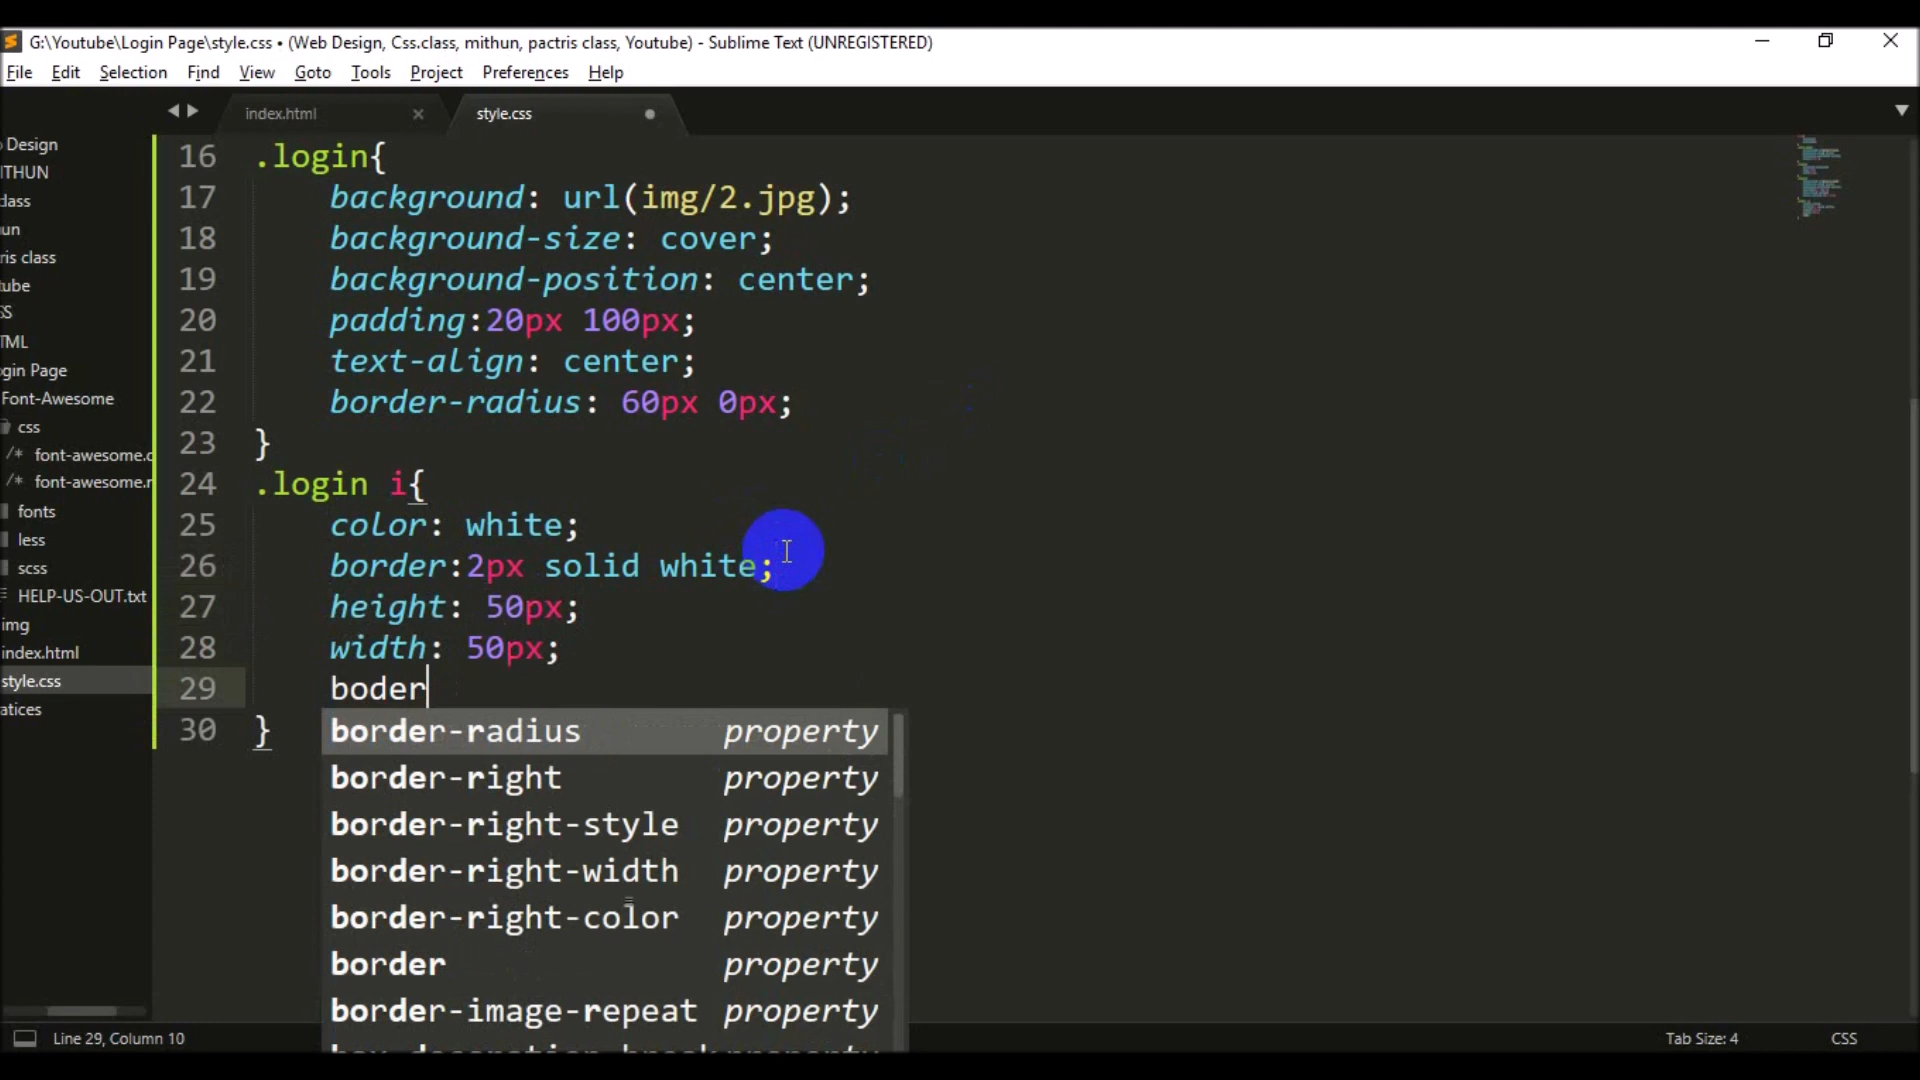 G:\Youtube\Login Page\style.css • (Web Design, Css.class, mithun, pactris class, Youtube) - Sublime Text (UNREGISTERED)
File Edit Selection Find View Goto Tools Project Preferences Help
index.html style.css
Design
ITHUN
lass
un
ris class
tube
SS
TML
gin Page
Font-Awesome
css
/* font-awesome.c
/* font-awesome.r
fonts
less
scss
HELP-US-OUT.txt
img
index.html
style.css
atices
16 .login{
17 background: url(img/2.jpg);
18 background-size: cover;
19 background-position: center;
20 padding:20px 100px;
21 text-align: center;
22 border-radius: 60px 0px;
23 }
24 .login i{
25 color: white;
26 border:2px solid white;
27 height: 50px;
28 width: 50px;
29 boder
30 }
border-radius property
border-right property
border-right-style property
border-right-width property
border-right-color property
border property
border-image-repeat property
Line 29, Column 10 Tab Size: 4 CSS